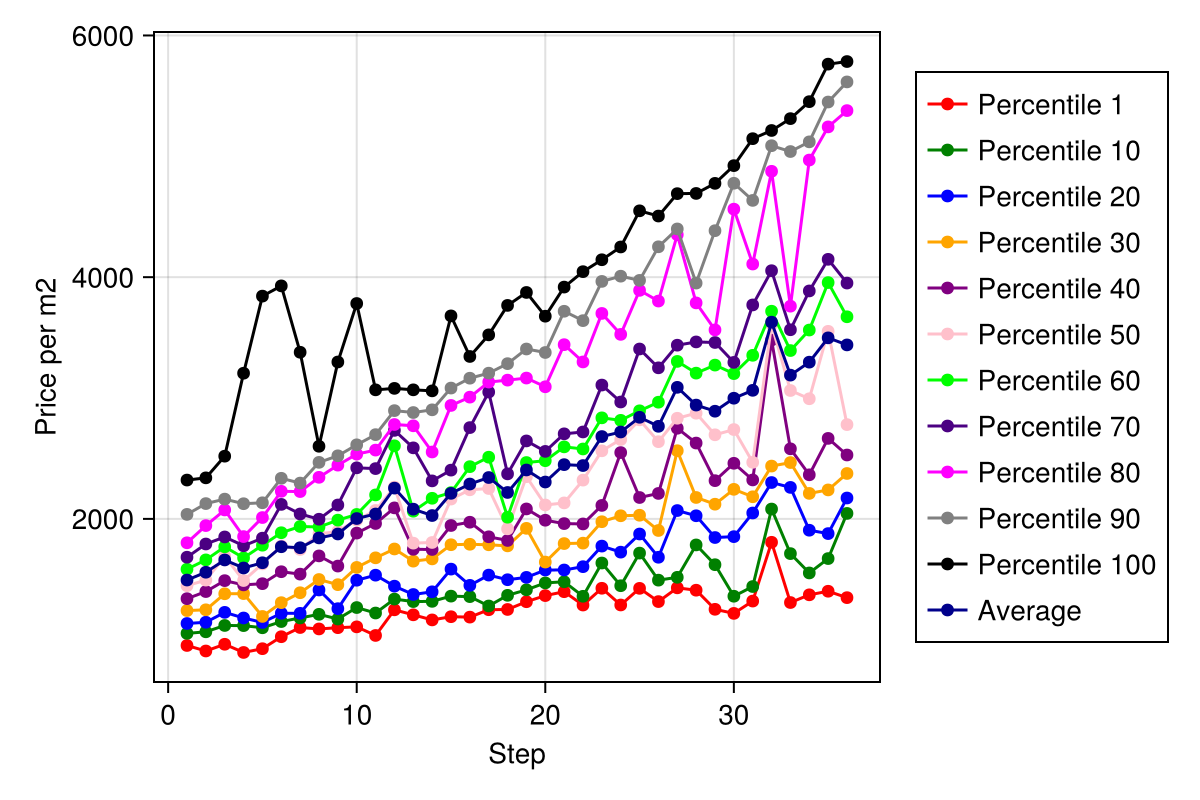 6000
4000
2000
Price per m2
0 10 20 30
Step
Percentile 1
Percentile 10
Percentile 20
Percentile 30
Percentile 40
Percentile 50
Percentile 60
Percentile 70
Percentile 80
Percentile 90
Percentile 100
Average